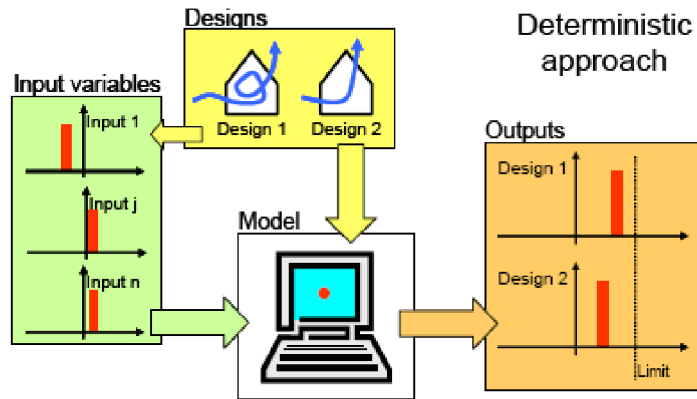 Designs
Deterministic
approach
Input variables
Input 1
Design 1
Design 2
Outputs
Design 1
Input j
Model
Design 2
Input n
Limit